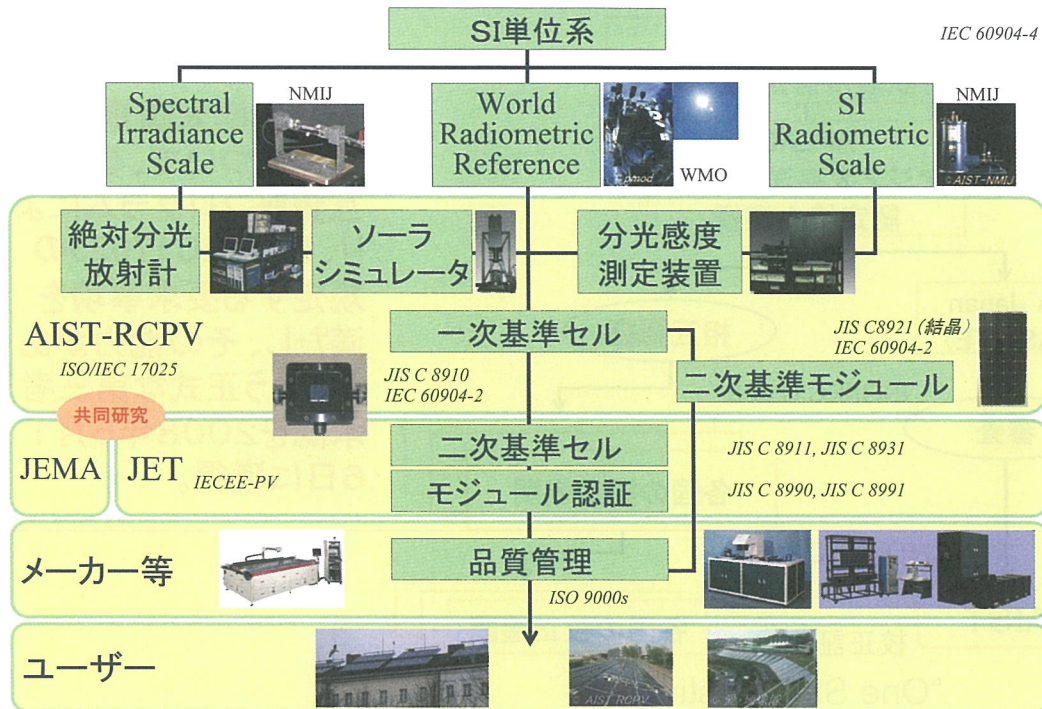 SI単位系
IEC 60904-4
Spectral
Irradiance
Scale
NMIJ
World
Radiometric
Reference
pmod
WMO
SI
Radiometric
Scale
NMIJ
© AIST-NMIJ
絶対分光
放射計
ソーラ
シミュレータ
分光感度
測定装置
AIST-RCPV
ISO/IEC 17025
一次基準セル
JIS C 8910
IEC 60904-2
JIS C8921（結晶）
IEC 60904-2
二次基準モジュール
共同研究
JEMA
JET
IECEE-PV
二次基準セル
モジュール認証
JIS C 8911, JIS C 8931
JIS C 8990, JIS C 8991
メーカー等
品質管理
ISO 9000s
ユーザー
AIST RCPV
"One S